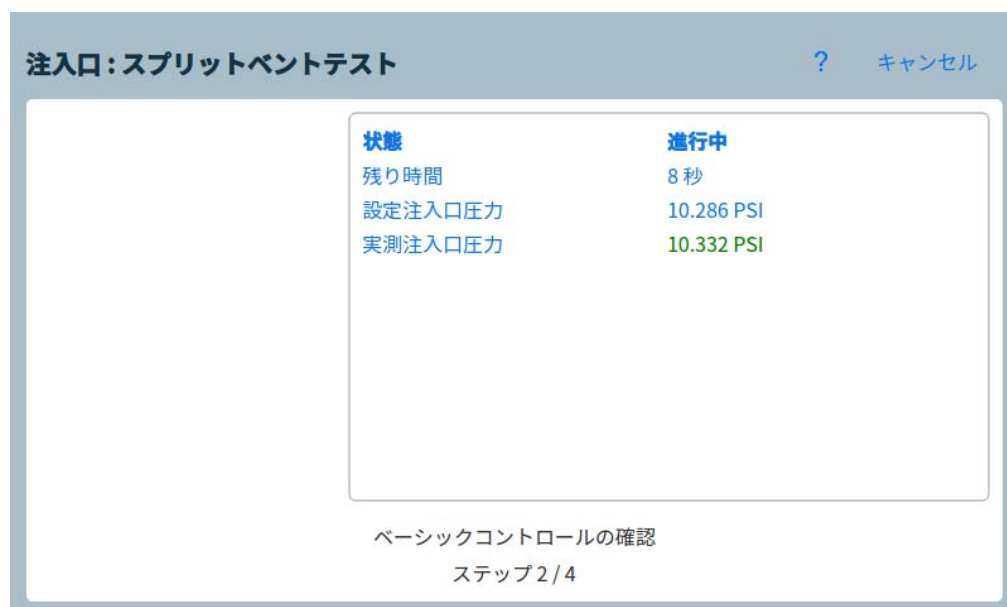 注入口 : スプリットベントテスト ? キャンセル
状態 進行中
残り時間 8 秒
設定注入口圧力 10.286 PSI
実測注入口圧力 10.332 PSI
ベーシックコントロールの確認
ステップ 2 / 4